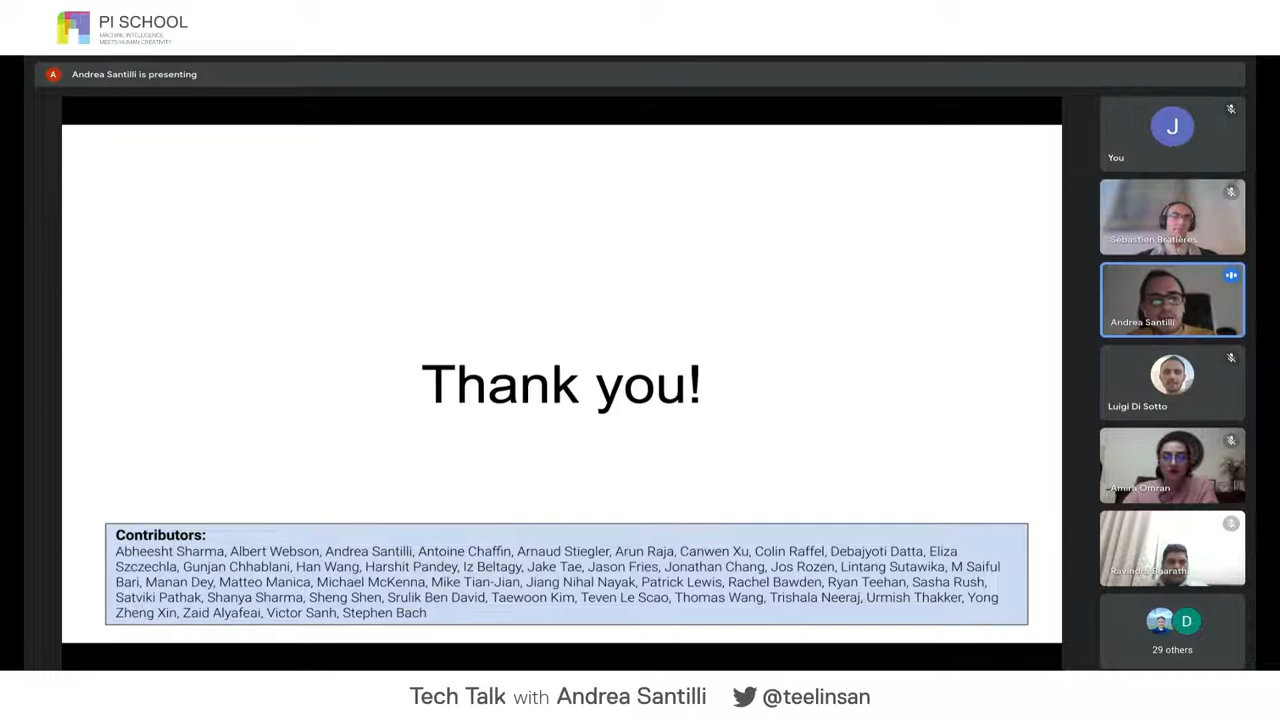 PI SCHOOL
MACHINE INTELLIGENCE
MEETS HUMAN CREATIVITY
A
Andrea Santilli is presenting
J
You
Sébastien Bratières
Andrea Santilli
Luigi Di Sotto
Amira Omran
Ravindra Bharathi
D
29 others
Thank you!
Contributors:
Abheesht Sharma, Albert Webson, Andrea Santilli, Antoine Chaffin, Arnaud Stiegler, Arun Raja, Canwen Xu, Colin Raffel, Debajyoti Datta, Eliza
Szczechla, Gunjan Chhablani, Han Wang, Harshit Pandey, Iz Beltagy, Jake Tae, Jason Fries, Jonathan Chang, Jos Rozen, Lintang Sutawika, M Saiful
Bari, Manan Dey, Matteo Manica, Michael McKenna, Mike Tian-Jian, Jiang Nihal Nayak, Patrick Lewis, Rachel Bawden, Ryan Teehan, Sasha Rush,
Satviki Pathak, Shanya Sharma, Sheng Shen, Srulik Ben David, Taewoon Kim, Teven Le Scao, Thomas Wang, Trishala Neeraj, Urmish Thakker, Yong
Zheng Xin, Zaid Alyafeai, Victor Sanh, Stephen Bach
Tech Talk with Andrea Santilli @teelinsan